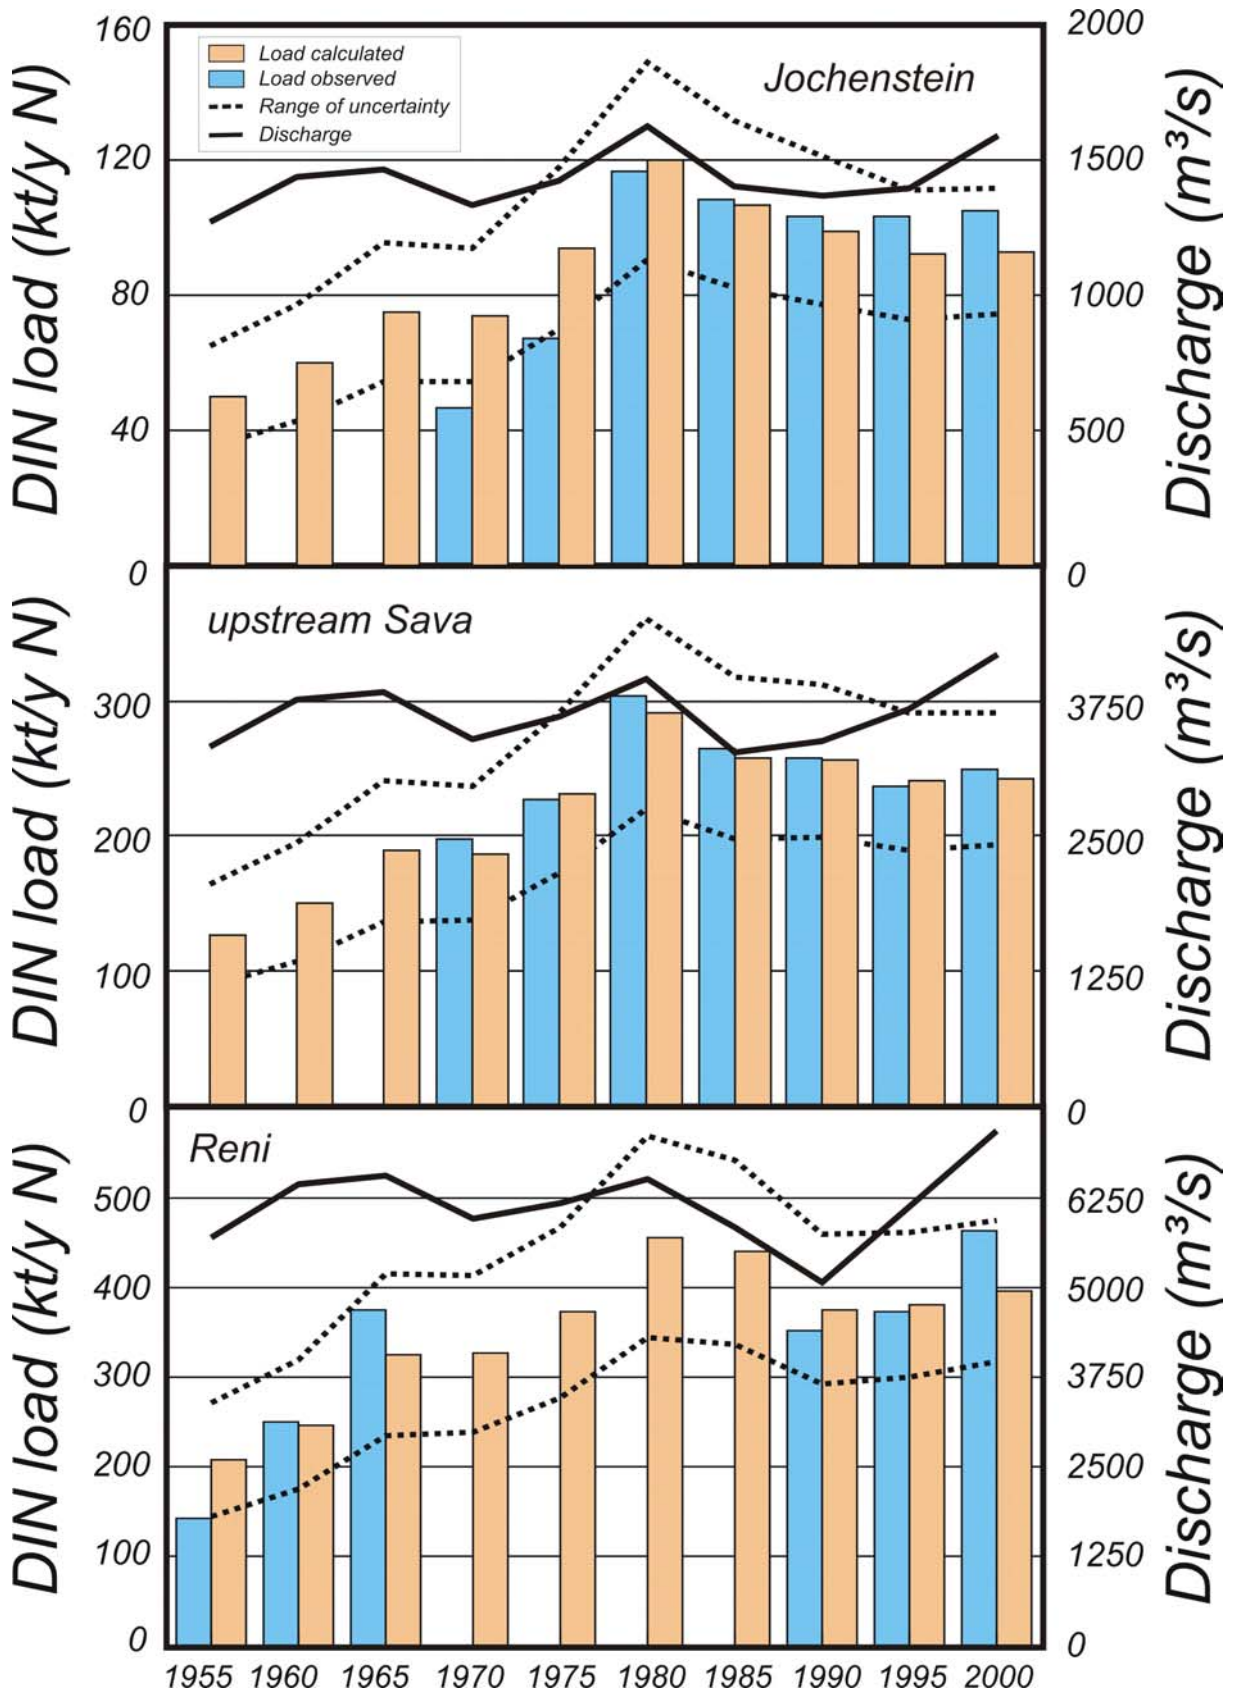 DIN load (kt/y N)
160
120
80
40
0
Load calculated
Load observed
Range of uncertainty
Discharge
Jochenstein
2000
1500
1000
500
0
Discharge (m³/s)
DIN load (kt/y N)
300
200
100
0
upstream Sava
3750
2500
1250
0
Discharge (m³/s)
DIN load (kt/y N)
500
400
300
200
100
0
Reni
6250
5000
3750
2500
1250
0
Discharge (m³/s)
1955 1960 1965 1970 1975 1980 1985 1990 1995 2000